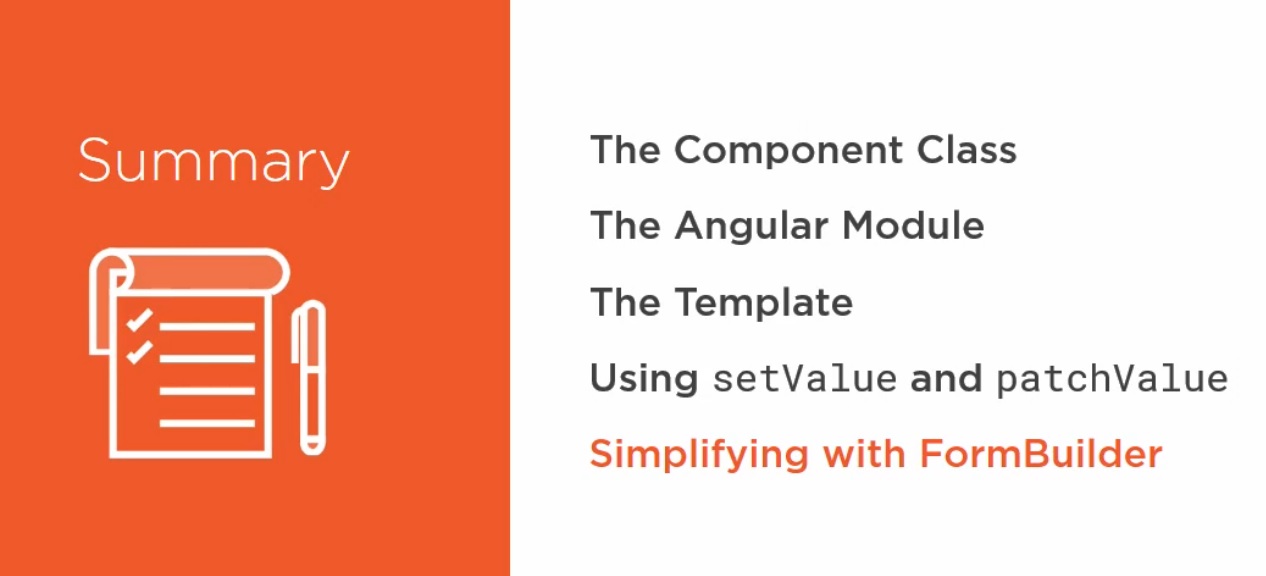 Summary
The Component Class
The Angular Module
The Template
Using setValue and patchValue
Simplifying with FormBuilder